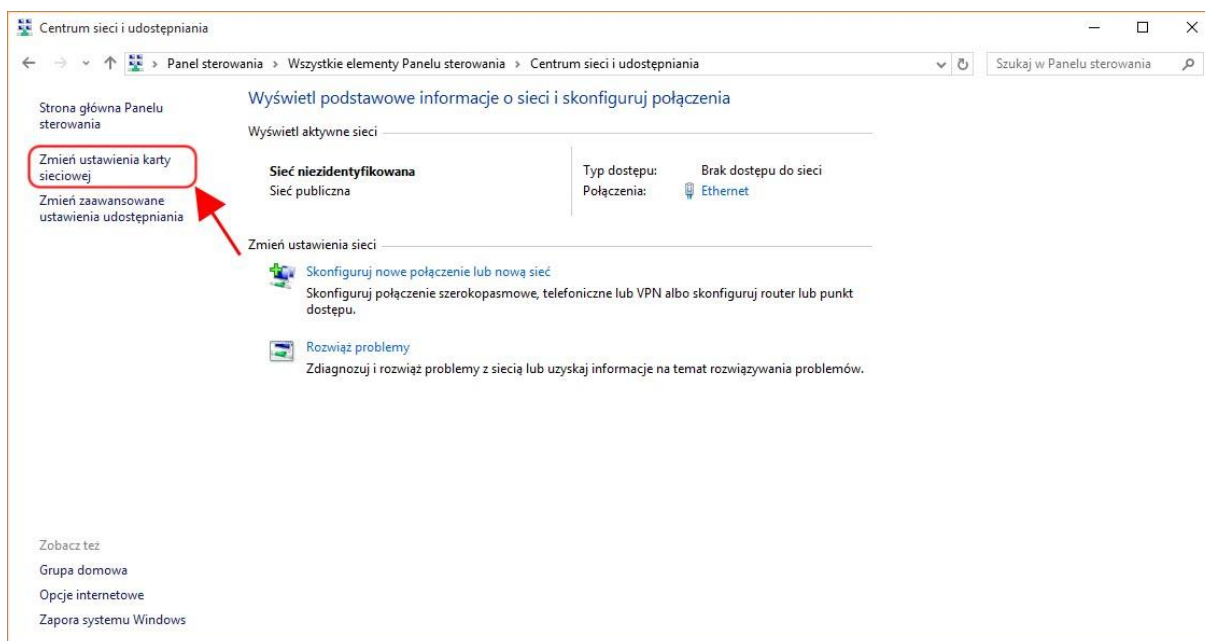 Centrum sieci i udostępniania
Panel sterowania > Wszystkie elementy Panelu sterowania > Centrum sieci i udostępniania
Szukaj w Panelu sterowania
Strona główna Panelu
sterowania
Zmień ustawienia karty
sieciowej
Zmień zaawansowane
ustawienia udostępniania
Wyświetl podstawowe informacje o sieci i skonfiguruj połączenia
Wyświetl aktywne sieci
Sieć niezidentyfikowana
Sieć publiczna
Typ dostępu: Brak dostępu do sieci
Połączenia: Ethernet
Zmień ustawienia sieci
Skonfiguruj nowe połączenie lub nową sieć
Skonfiguruj połączenie szerokopasmowe, telefoniczne lub VPN albo skonfiguruj router lub punkt
dostępu.
Rozwiąż problemy
Zdiagnozuj i rozwiąż problemy z siecią lub uzyskaj informacje na temat rozwiązywania problemów.
Zobacz też
Grupa domowa
Opcje internetowe
Zapora systemu Windows